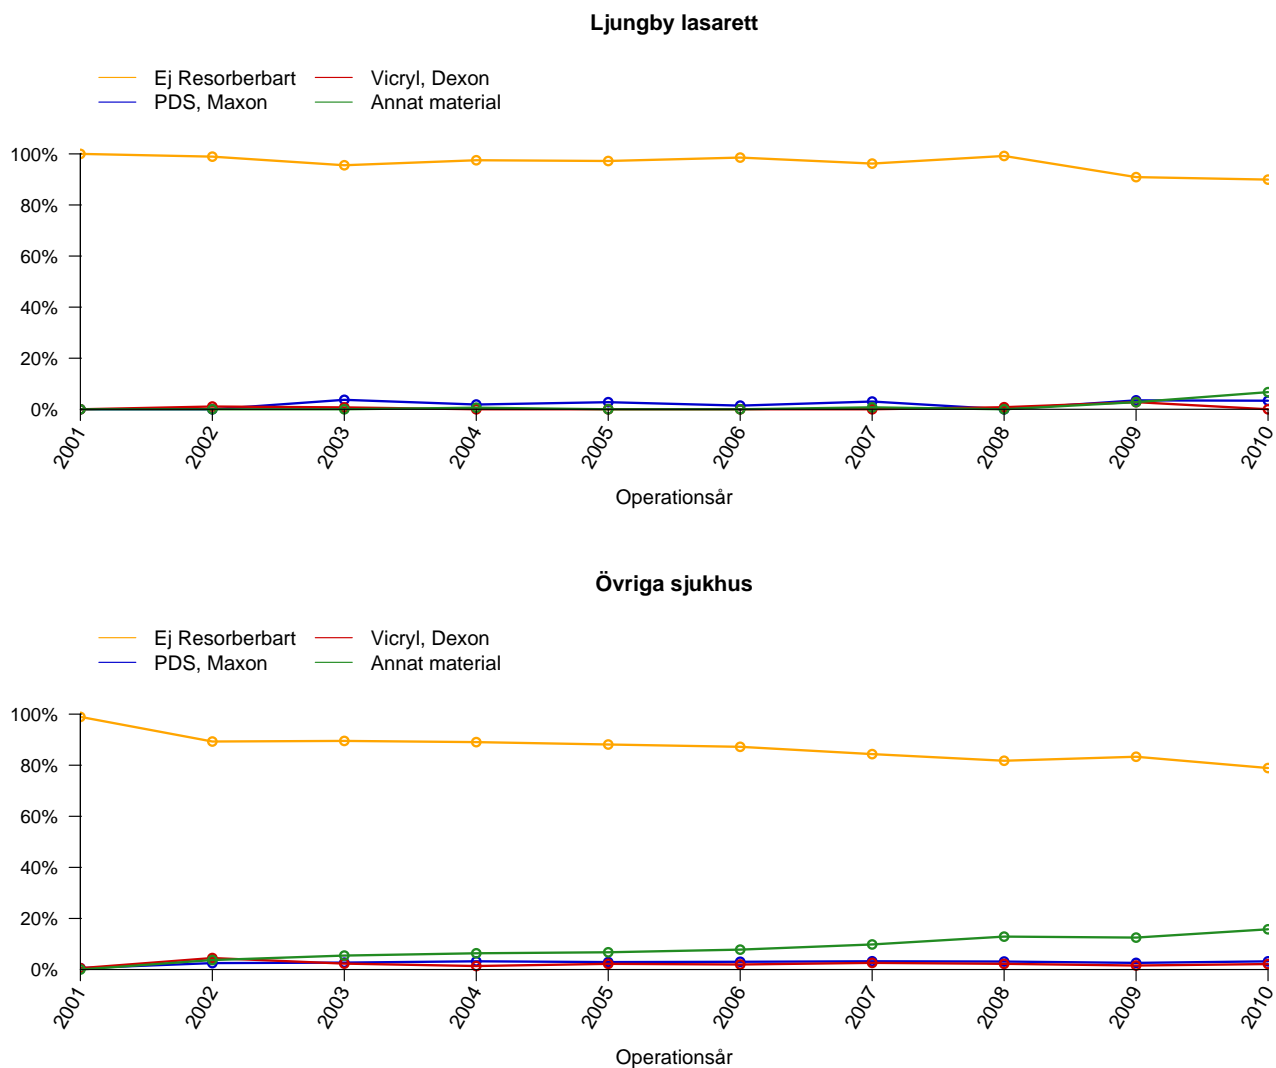 Ljungby lasarett
Ej Resorberbart Vicryl, Dexon
PDS, Maxon Annat material
100%
80%
60%
40%
20%
0%
2001 2002 2003 2004 2005 2006 2007 2008 2009 2010
Operationsår
Övriga sjukhus
Ej Resorberbart Vicryl, Dexon
PDS, Maxon Annat material
100%
80%
60%
40%
20%
0%
2001 2002 2003 2004 2005 2006 2007 2008 2009 2010
Operationsår